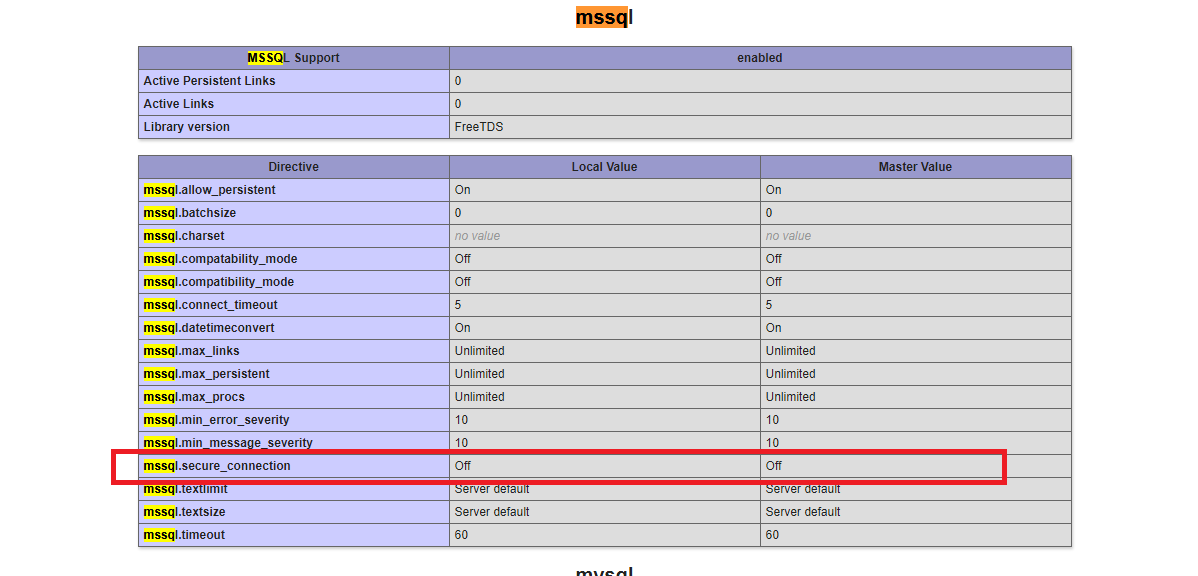 mssql
MSSQL Support enabled
Active Persistent Links 0
Active Links 0
Library version FreeTDS
Directive Local Value Master Value
mssql.allow_persistent On On
mssql.batchsize 0 0
mssql.charset no value no value
mssql.compatability_mode Off Off
mssql.compatibility_mode Off Off
mssql.connect_timeout 5 5
mssql.datetimeconvert On On
mssql.max_links Unlimited Unlimited
mssql.max_persistent Unlimited Unlimited
mssql.max_procs Unlimited Unlimited
mssql.min_error_severity 10 10
mssql.min_message_severity 10 10
mssql.secure_connection Off Off
mssql.textlimit Server default Server default
mssql.textsize Server default Server default
mssql.timeout 60 60
mysql